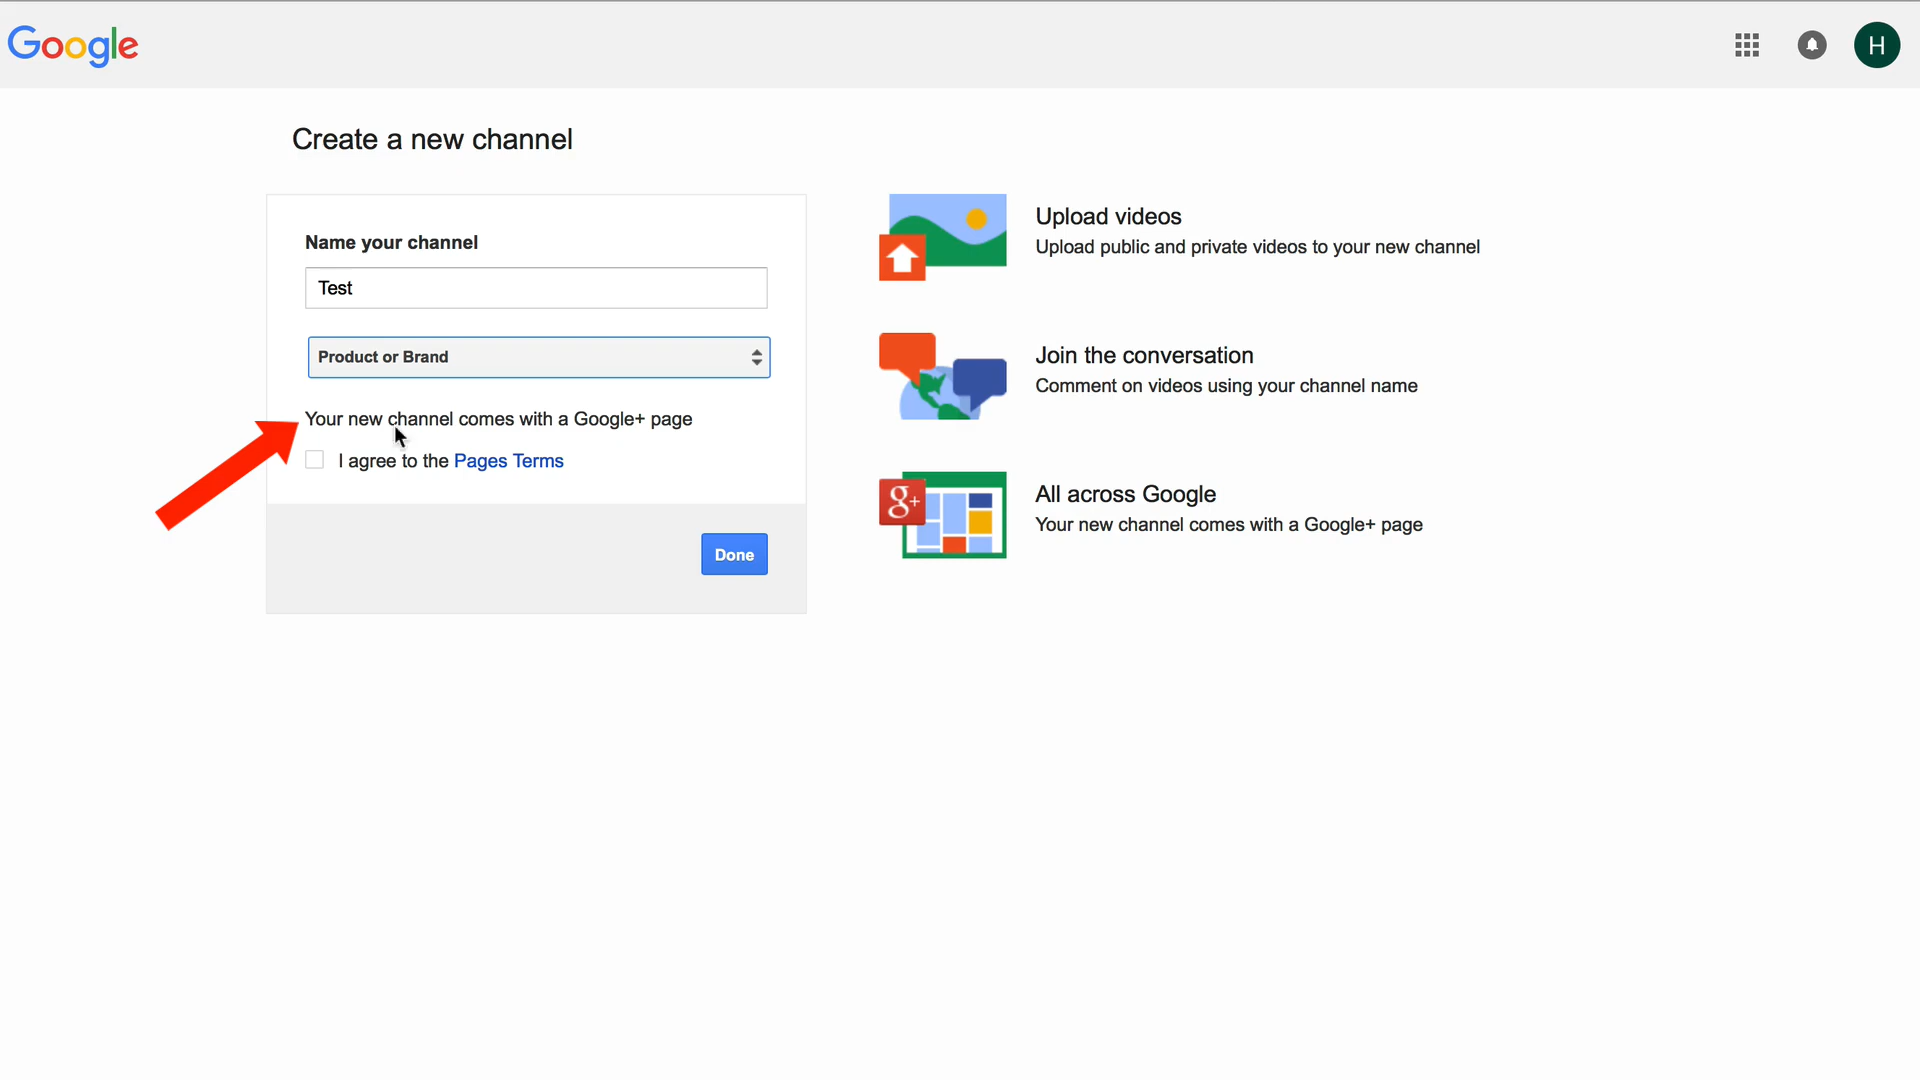 Google
H
Create a new channel
Name your channel
Test
Product or Brand
Your new channel comes with a Google+ page
I agree to the Pages Terms
Done
Upload videos
Upload public and private videos to your new channel
Join the conversation
Comment on videos using your channel name
g+
All across Google
Your new channel comes with a Google+ page